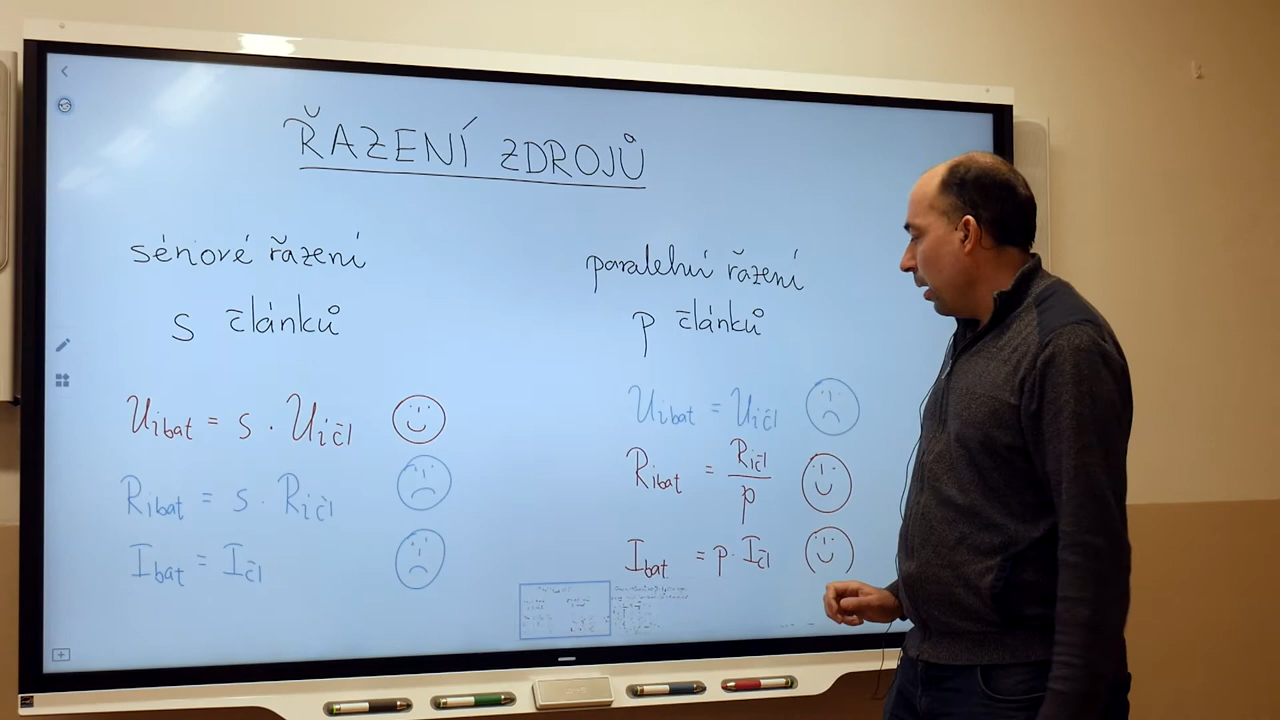 ŘAZENÍ ZDROJŮ
sériové řazení
s článků
Uibat = s · Uičl
Ribat = s · Ričl
Ibat = Ičl
paralelní řazení
p článků
Uibat = Uičl
Ribat = Ričl / p
Ibat = p · Ičl